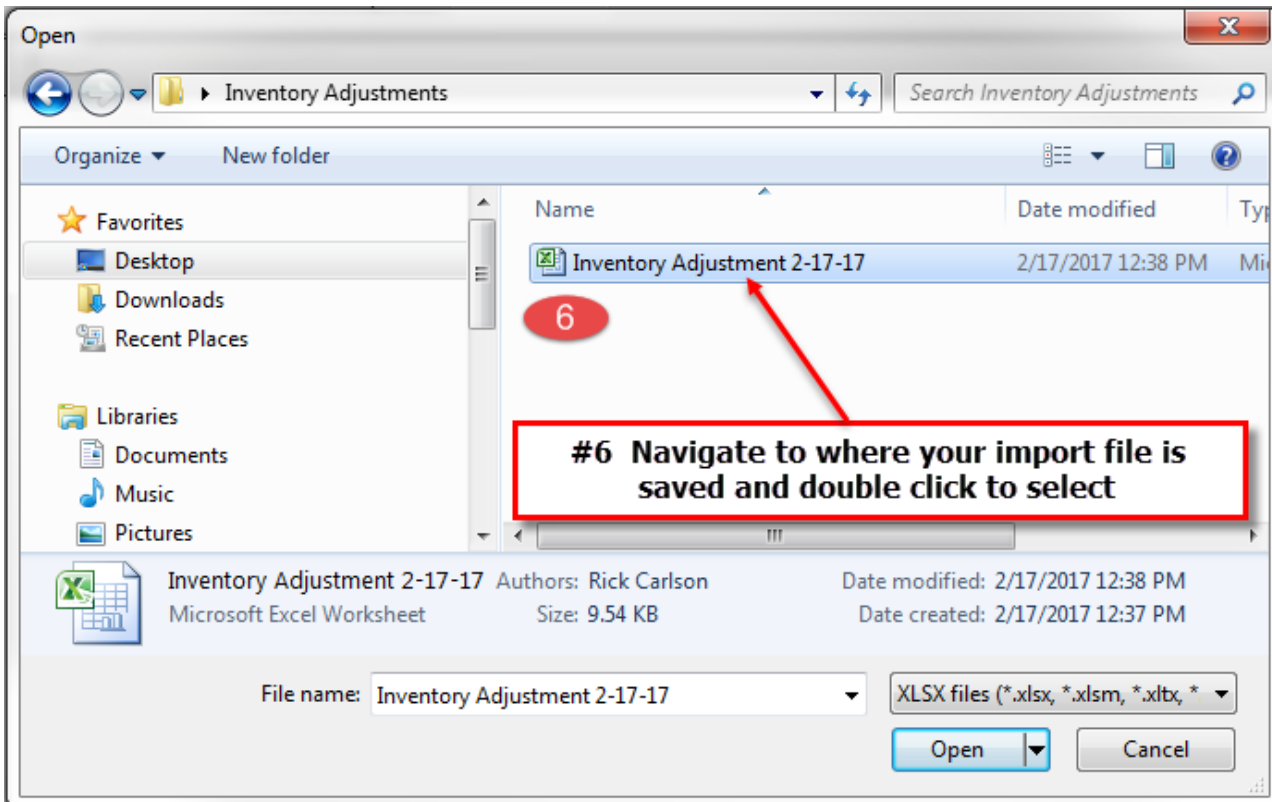 Open
Inventory Adjustments
Search Inventory Adjustments
Organize
New folder
Name
Date modified
Typ
Favorites
Desktop
Downloads
Recent Places
Inventory Adjustment 2-17-17
2/17/2017 12:38 PM
Mic
6
#6 Navigate to where your import file is
saved and double click to select
Libraries
Documents
Music
Pictures
Inventory Adjustment 2-17-17 Authors: Rick Carlson Date modified: 2/17/2017 12:38 PM
Microsoft Excel Worksheet Size: 9.54 KB Date created: 2/17/2017 12:37 PM
File name: Inventory Adjustment 2-17-17
XLSX files (*.xlsx, *.xlsm, *.xltx, *
Open
Cancel